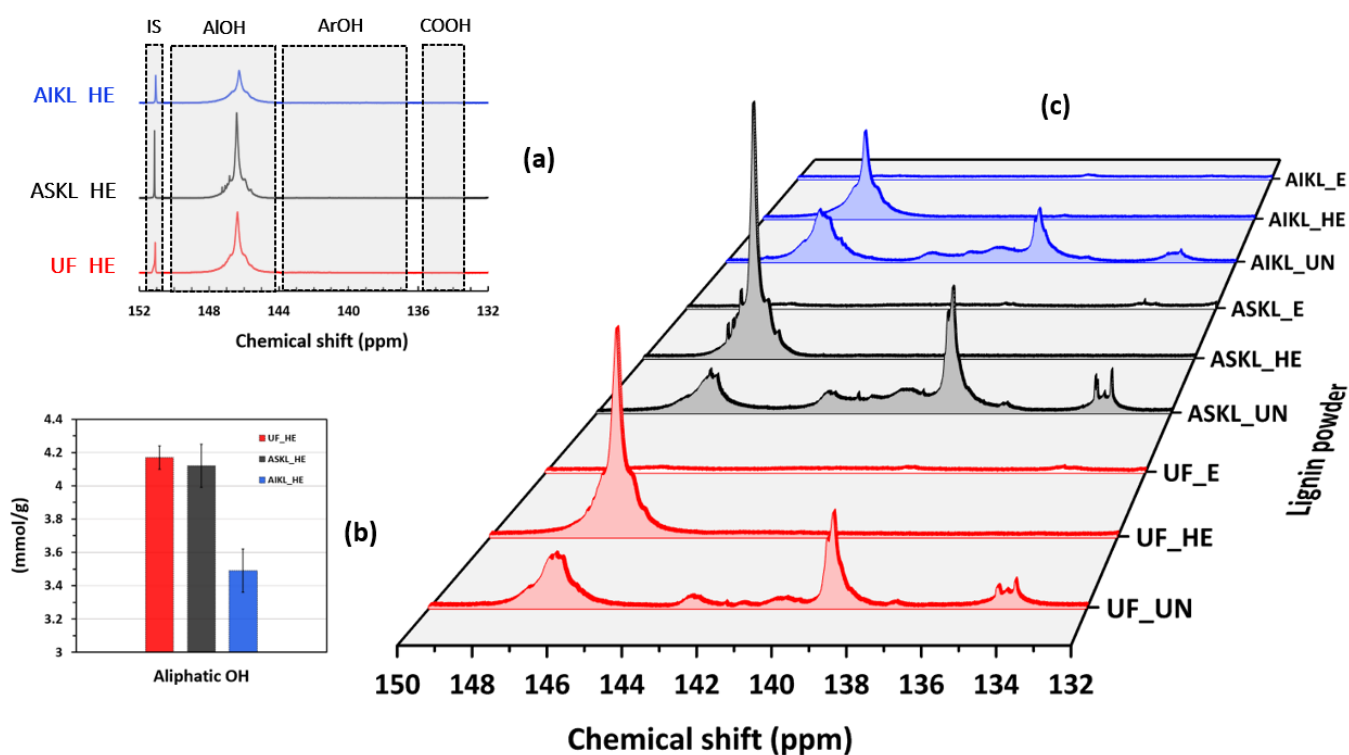 IS AlOH ArOH COOH
AIKL HE
ASKL HE
UF HE
152 148 144 140 136 132
Chemical shift (ppm)
(a)
(c)
AIKL_E
AIKL_HE
AIKL_UN
ASKL_E
ASKL_HE
ASKL_UN
UF_E
UF_HE
UF_UN
Lignin powder
150 148 146 144 142 140 138 136 134 132
Chemical shift (ppm)
4.4
4.2
4
3.8
3.6
3.4
3.2
3
(mmol/g)
UF_HE
ASKL_HE
AIKL_HE
Aliphatic OH
(b)